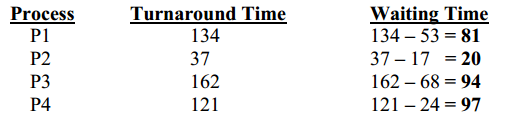 Process Turnaround Time Waiting Time
P1 134 134 – 53 = 81
P2 37 37 – 17 = 20
P3 162 162 – 68 = 94
P4 121 121 – 24 = 97